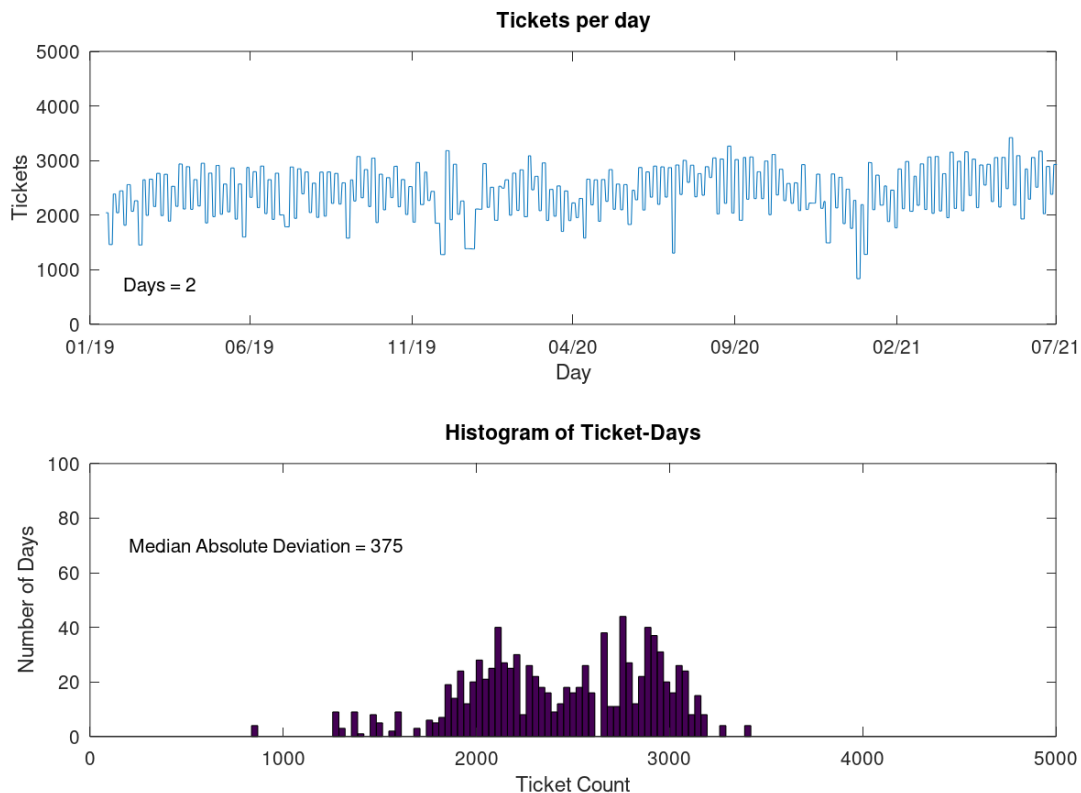 Tickets per day
5000
4000
3000
2000
1000
0
Tickets
Days = 2
01/19 06/19 11/19 04/20 09/20 02/21 07/21
Day
Histogram of Ticket-Days
100
80
60
40
20
0
Number of Days
Median Absolute Deviation = 375
0 1000 2000 3000 4000 5000
Ticket Count